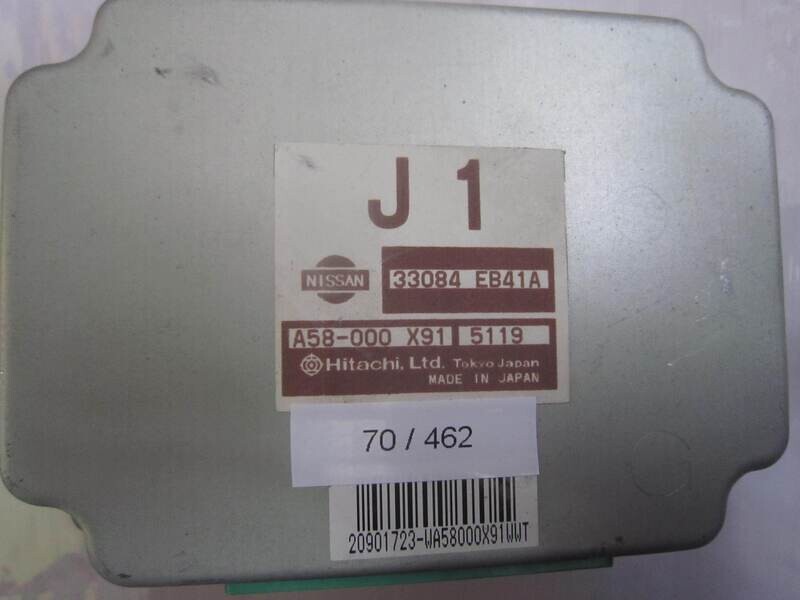 J 1
NISSAN 33084 EB41A
A58-000 X91 5119
Hitachi, Ltd. Tokyo Japan
MADE IN JAPAN
70 / 462
20901723-WA58000X91WWT